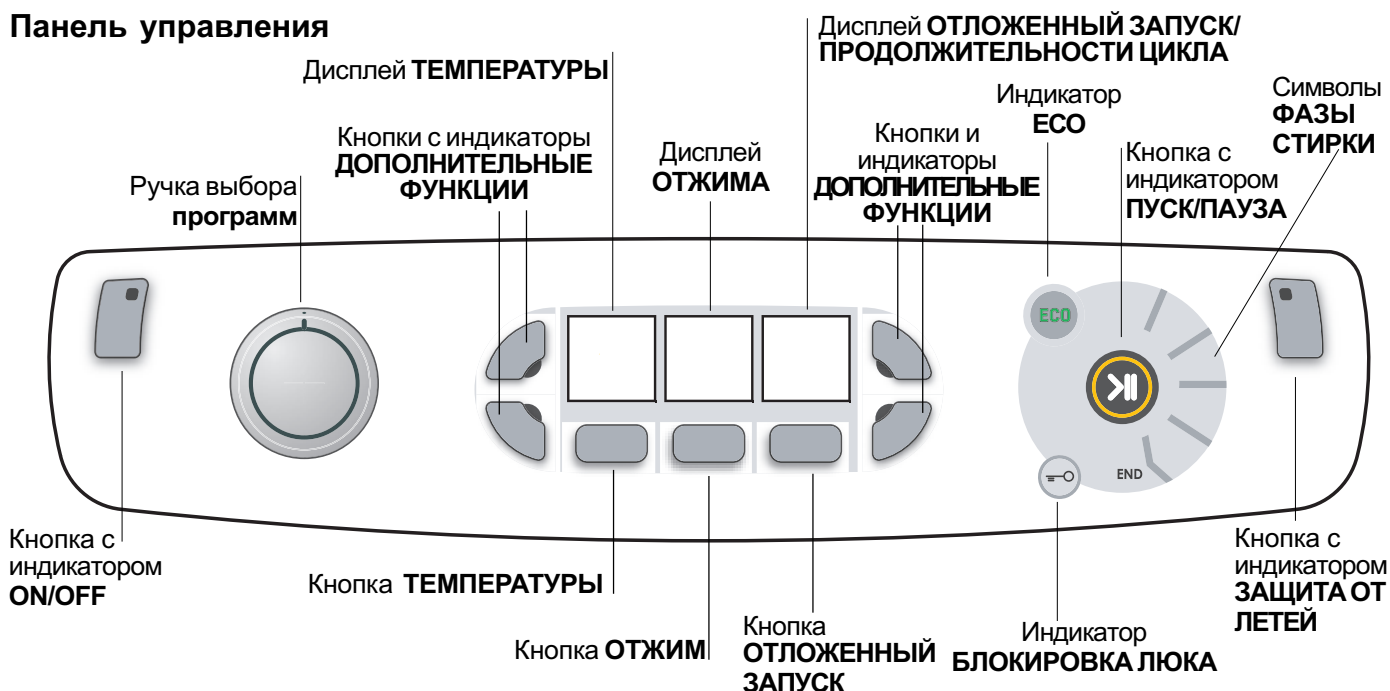 Панель управления
Дисплей ОТЛОЖЕННЫЙ ЗАПУСК/
ПРОДОЛЖИТЕЛЬНОСТИ ЦИКЛА
Дисплей ТЕМПЕРАТУРЫ
Индикатор
ECO
Символы
ФАЗЫ
СТИРКИ
Кнопки с индикаторы
ДОПОЛНИТЕЛЬНЫЕ
ФУНКЦИИ
Дисплей
ОТЖИМА
Кнопки и
индикаторы
ДОПОЛНИТЕЛЬНЫЕ
ФУНКЦИИ
Кнопка с
индикатором
ПУСК/ПАУЗА
Ручка выбора
программ
ECO
END
Кнопка с
индикатором
ON/OFF
Кнопка ТЕМПЕРАТУРЫ
Кнопка ОТЖИМ
Кнопка
ОТЛОЖЕННЫЙ
ЗАПУСК
Индикатор
БЛОКИРОВКА ЛЮКА
Кнопка с
индикатором
ЗАЩИТА ОТ
ЛЕТЕЙ